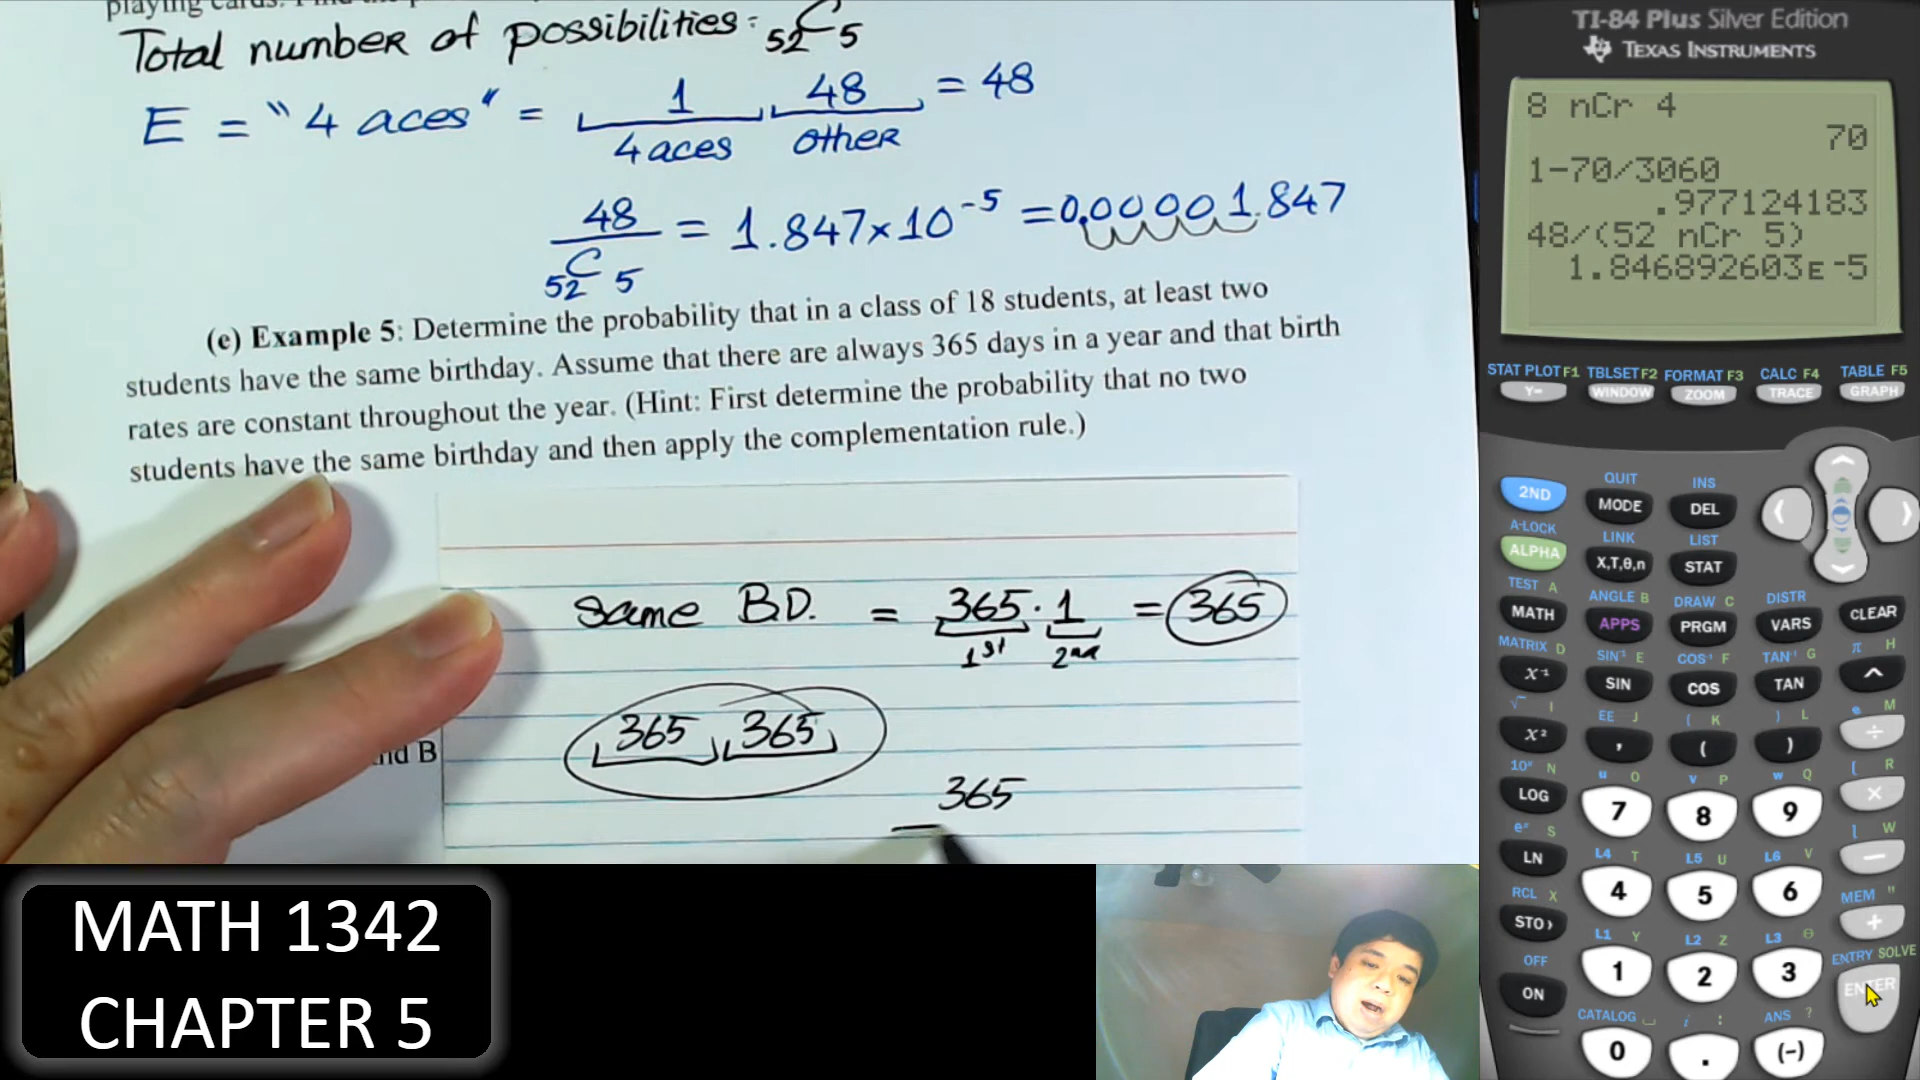 playing cards.
Total number of possibilities: 52C5
E = "4 aces" = 1 48 = 48
4 aces other
48 = 1.847×10-5 = 0.00001.847
52C5
(e) Example 5: Determine the probability that in a class of 18 students, at least two
students have the same birthday. Assume that there are always 365 days in a year and that birth
rates are constant throughout the year. (Hint: First determine the probability that no two
students have the same birthday and then apply the complementation rule.)
same BD. = 365 · 1 = 365
1st 2nd
365 365
nd B
365
MATH 1342
CHAPTER 5
TI-84 Plus Silver Edition
TEXAS INSTRUMENTS
8 nCr 4
70
1-70/3060
.977124183
48/(52 nCr 5)
1.846892603E-5
STAT PLOT F1 TBLSET F2 FORMAT F3 CALC F4 TABLE F5
Y= WINDOW ZOOM TRACE GRAPH
QUIT INS
2ND MODE DEL
A-LOCK LINK LIST
ALPHA X,T,θ,n STAT
TEST A ANGLE B DRAW C DISTR
MATH APPS PRGM VARS CLEAR
MATRIX D SIN-1 E COS-1 F TAN-1 G π H
X-1 SIN COS TAN ^
√ I EE J ( K ) L e M
X2 , ( ) ÷
10x N u O v P w Q [ R
LOG 7 8 9 ×
ex S L4 T L5 U L6 V ] W
LN 4 5 6 −
RCL X L1 Y L2 Z L3 θ MEM "
STO› 1 2 3 +
OFF CATALOG i : ANS ? ENTRY SOLVE
ON 0 . (-) ENTER